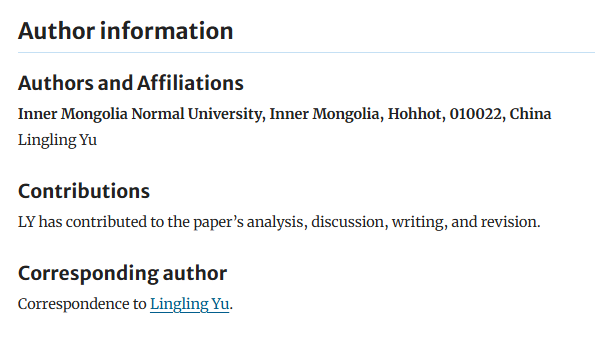 Author information
Authors and Affiliations
Inner Mongolia Normal University, Inner Mongolia, Hohhot, 010022, China
Lingling Yu
Contributions
LY has contributed to the paper’s analysis, discussion, writing, and revision.
Corresponding author
Correspondence to Lingling Yu.